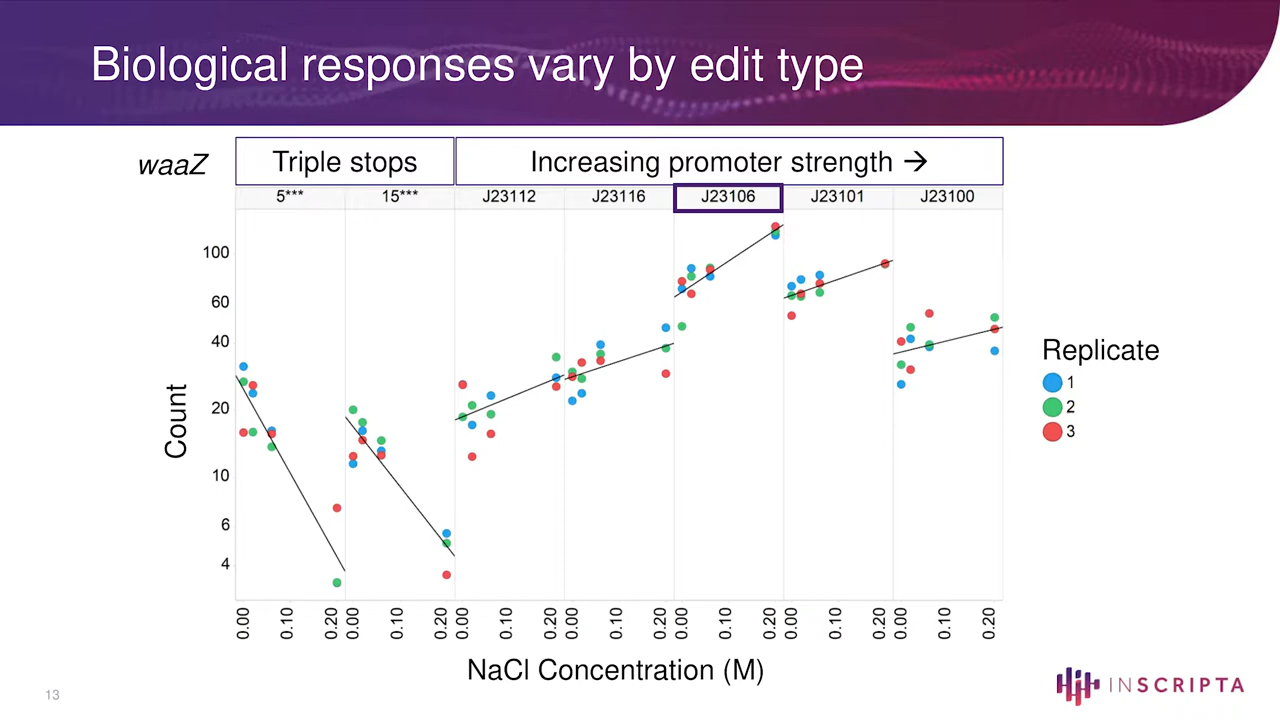 Biological responses vary by edit type
waaZ
Triple stops
Increasing promoter strength →
5***
15***
J23112
J23116
J23106
J23101
J23100
100
60
40
20
10
6
4
Count
0.00
0.10
0.20
0.00
0.10
0.20
0.00
0.10
0.20
0.00
0.10
0.20
0.00
0.10
0.20
0.00
0.10
0.20
0.00
0.10
0.20
NaCl Concentration (M)
Replicate
1
2
3
13
INSCRIPTA